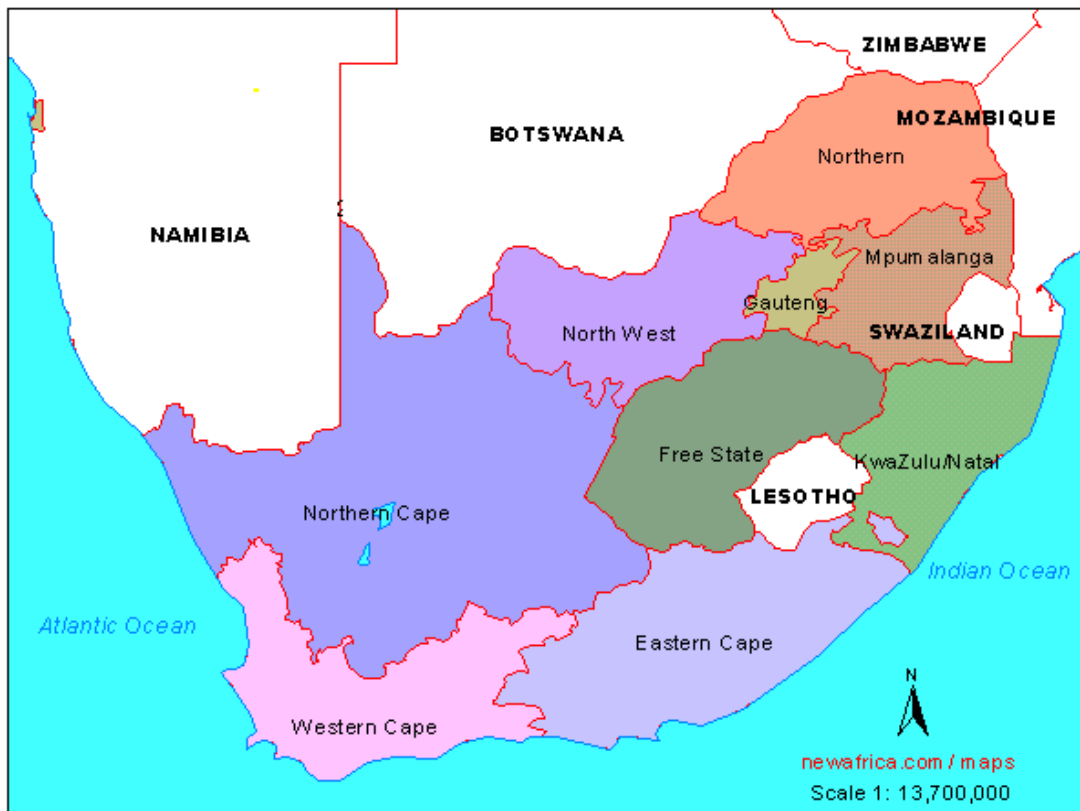 ZIMBABWE
MOZAMBIQUE
BOTSWANA
Northern
NAMIBIA
Mpumalanga
Gauteng
North West
SWAZILAND
Free State
KwaZulu/Natal
LESOTHO
Northern Cape
Indian Ocean
Atlantic Ocean
Eastern Cape
N
Western Cape
newafrica.com / maps
Scale 1: 13,700,000